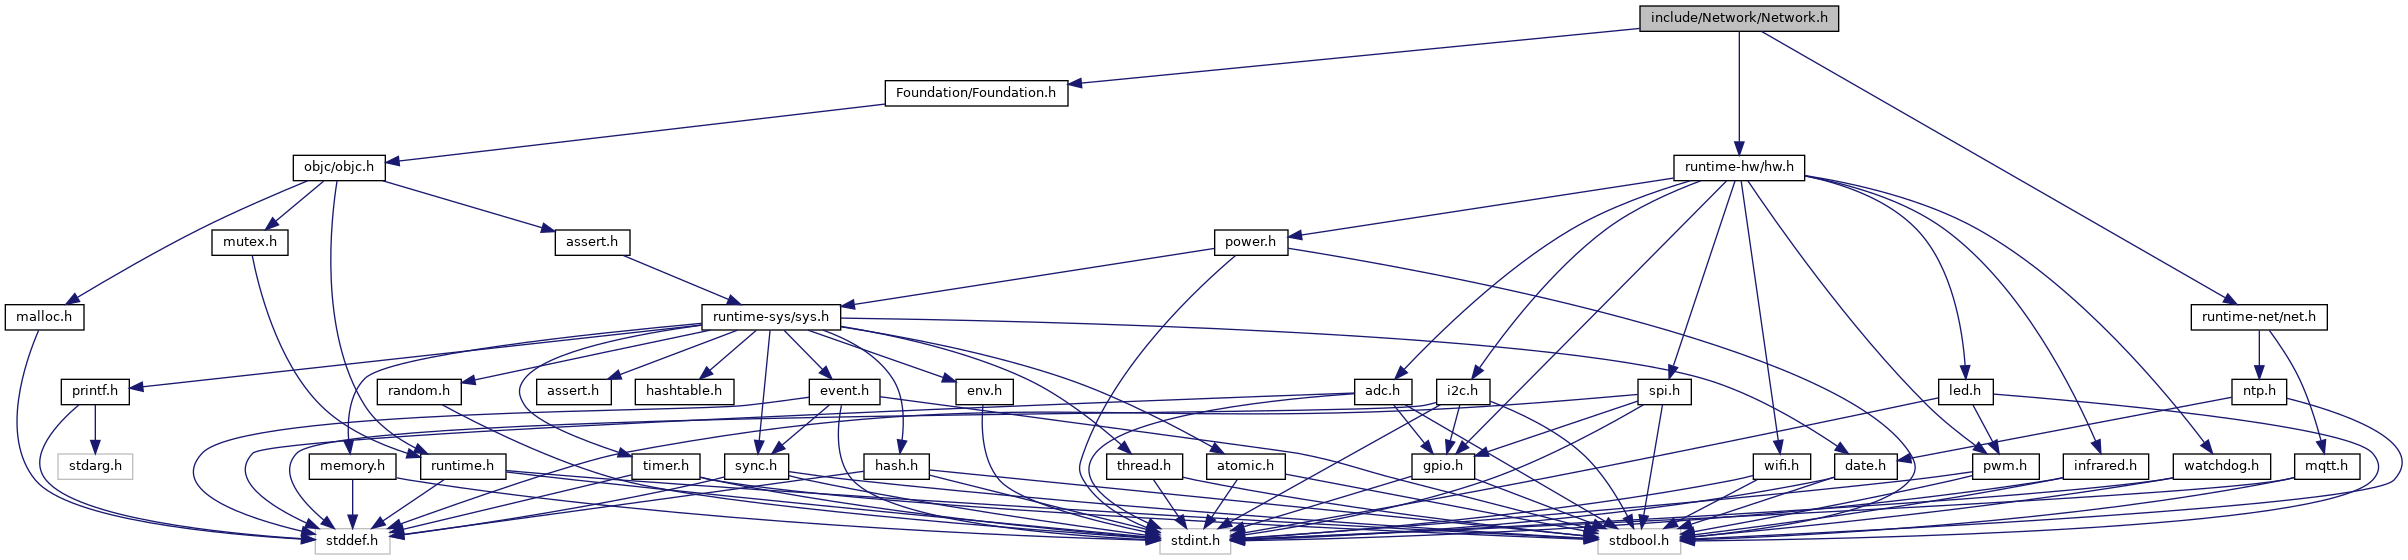 include/Network/Network.h
Foundation/Foundation.h
objc/objc.h
runtime-hw/hw.h
mutex.h
assert.h
power.h
malloc.h
runtime-sys/sys.h
runtime-net/net.h
printf.h
random.h
assert.h
hashtable.h
event.h
env.h
adc.h
i2c.h
spi.h
led.h
ntp.h
stdarg.h
memory.h
runtime.h
timer.h
sync.h
hash.h
thread.h
atomic.h
gpio.h
wifi.h
date.h
pwm.h
infrared.h
watchdog.h
mqtt.h
stddef.h
stdint.h
stdbool.h